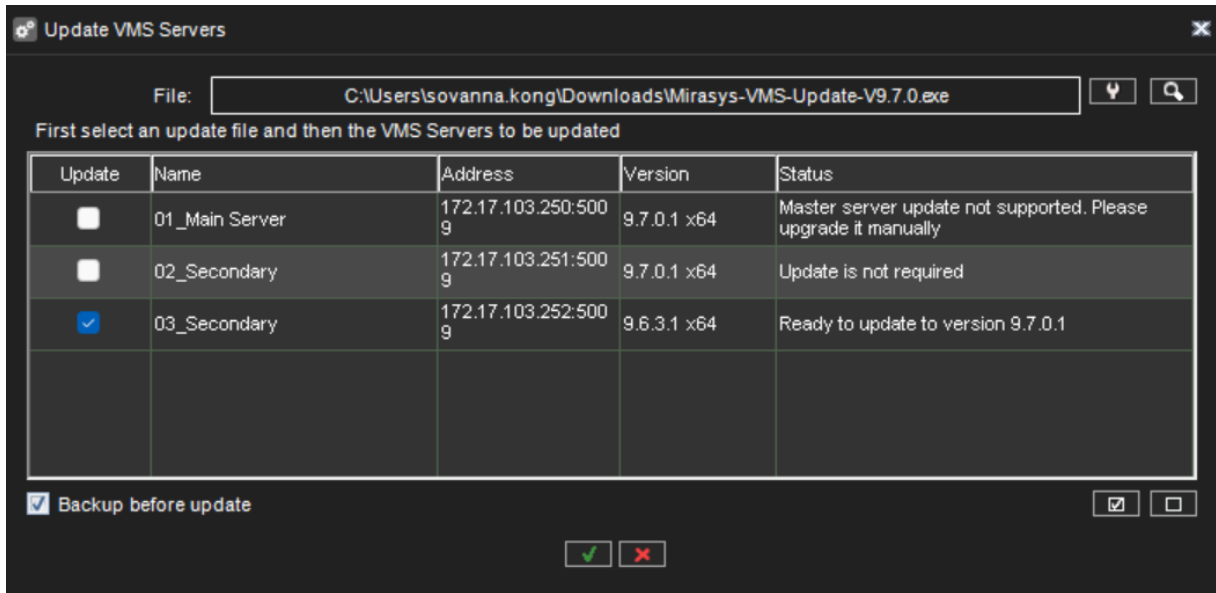 Update VMS Servers
File: C:\Users\sovanna.kong\Downloads\Mirasys-VMS-Update-V9.7.0.exe
First select an update file and then the VMS Servers to be updated
Update Name Address Version Status
01_Main Server 172.17.103.250:500
9 9.7.0.1 x64 Master server update not supported. Please
upgrade it manually
02_Secondary 172.17.103.251:500
9 9.7.0.1 x64 Update is not required
03_Secondary 172.17.103.252:500
9 9.6.3.1 x64 Ready to update to version 9.7.0.1
Backup before update